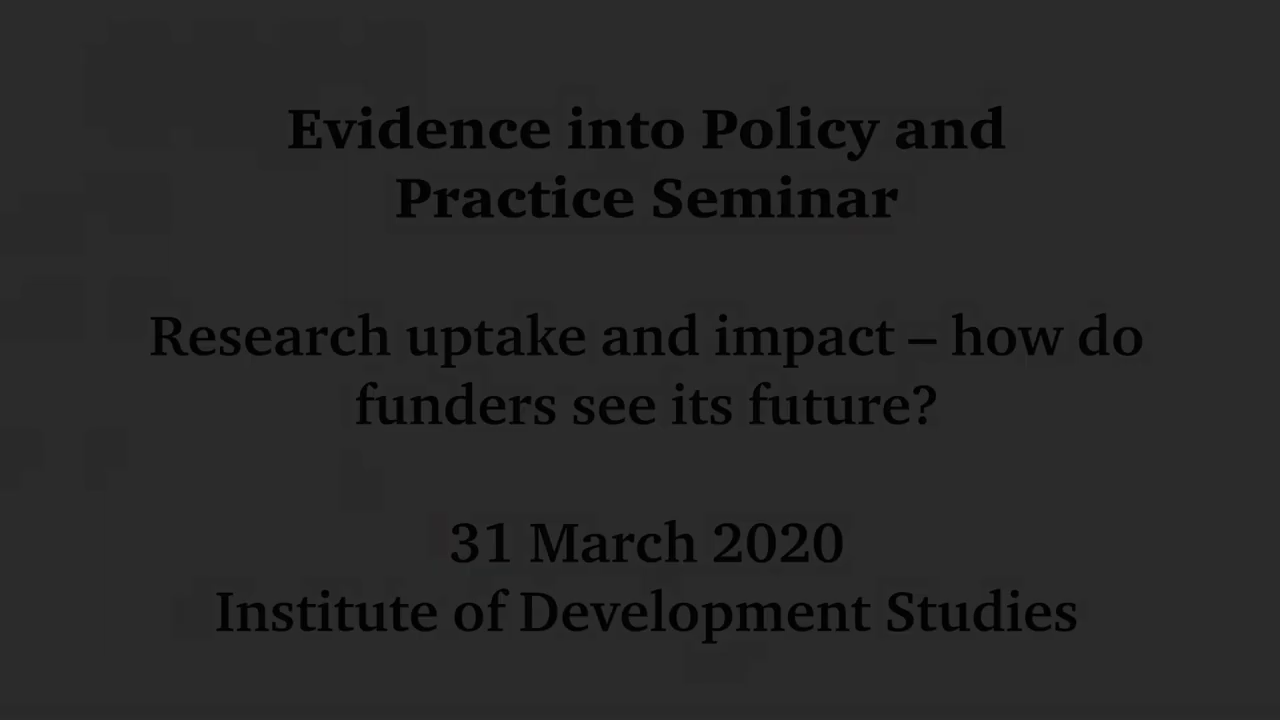 Evidence into Policy and
Practice Seminar
Research uptake and impact – how do
funders see its future?
31 March 2020
Institute of Development Studies